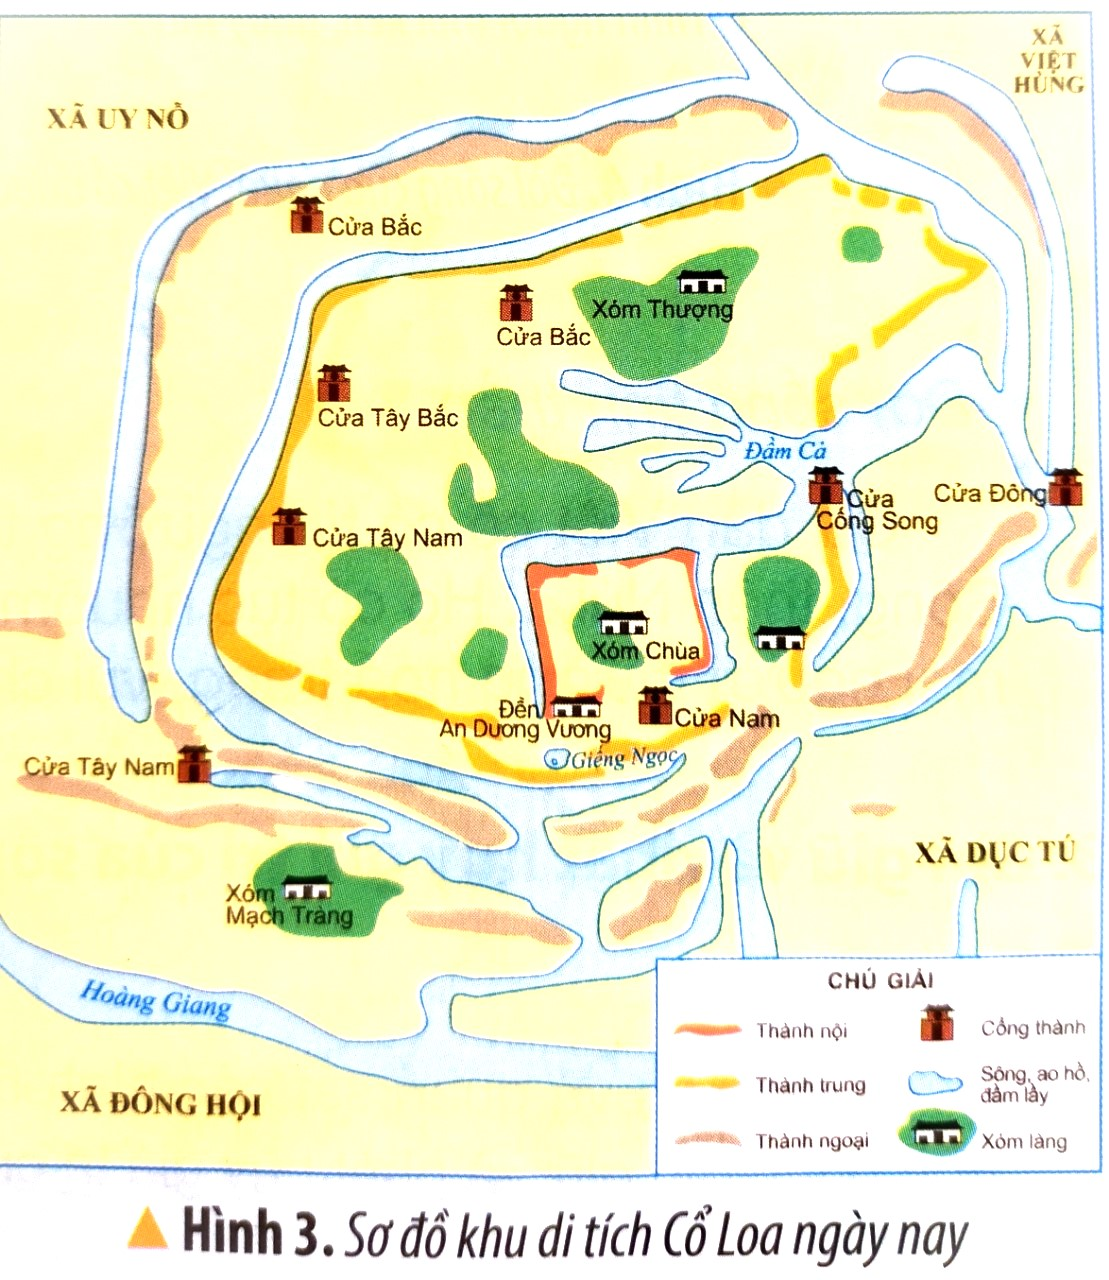 XÃ
VIỆT
HÙNG
XÃ UY NỖ
Cửa Bắc
Xóm Thượng
Cửa Bắc
Cửa Tây Bắc
Đầm Cả
Cửa Đông
Cửa
Cống Song
Cửa Tây Nam
Xóm Chùa
Đền
An Dương Vương
Cửa Nam
Giếng Ngọc
Cửa Tây Nam
XÃ DỤC TÚ
Xóm
Mạch Tràng
Hoàng Giang
XÃ ĐÔNG HỘI
CHÚ GIẢI
Thành nội
Cổng thành
Thành trung
Sông, ao hồ,
đầm lầy
Thành ngoại
Xóm làng
Hình 3. Sơ đồ khu di tích Cổ Loa ngày nay